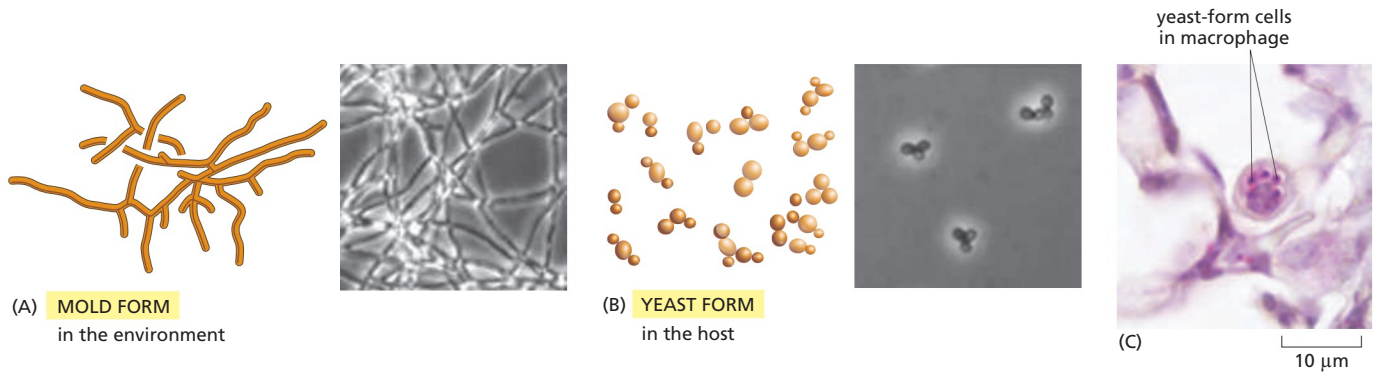 yeast-form cells
in macrophage
(A) MOLD FORM
in the environment
(B) YEAST FORM
in the host
(C)
10 μm